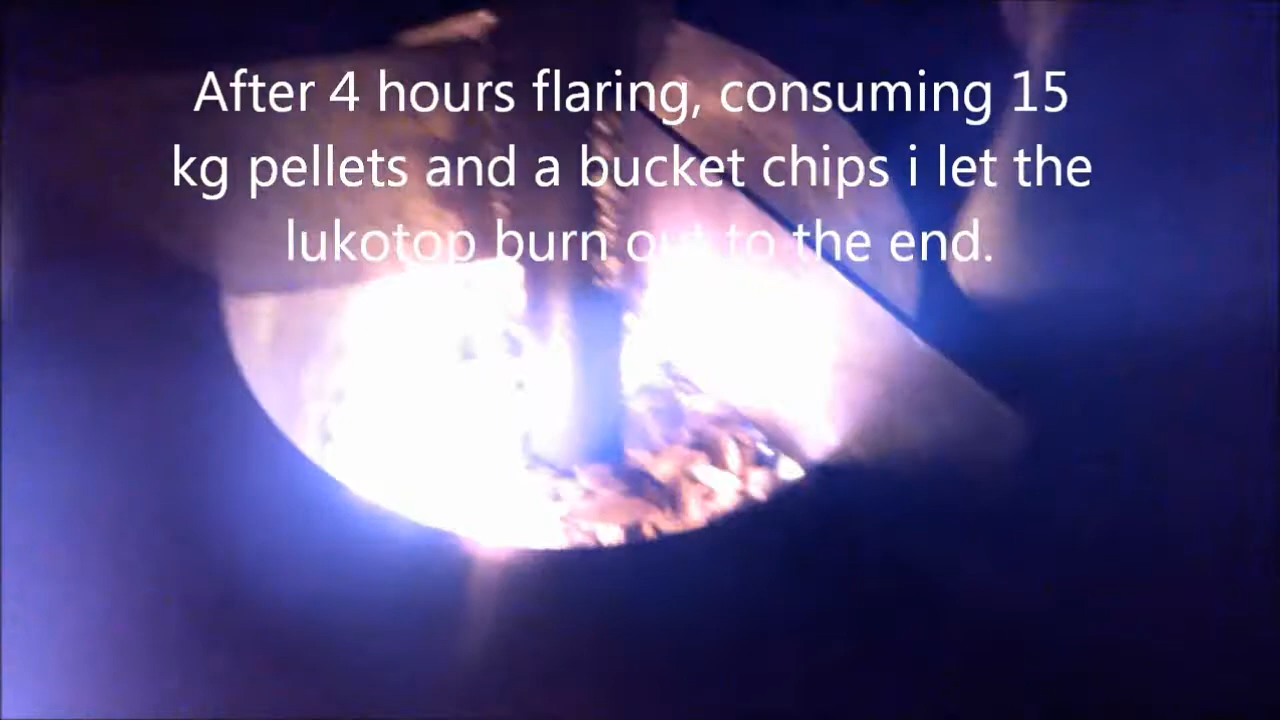 After 4 hours flaring, consuming 15
kg pellets and a bucket chips i let the
lukotop burn out to the end.